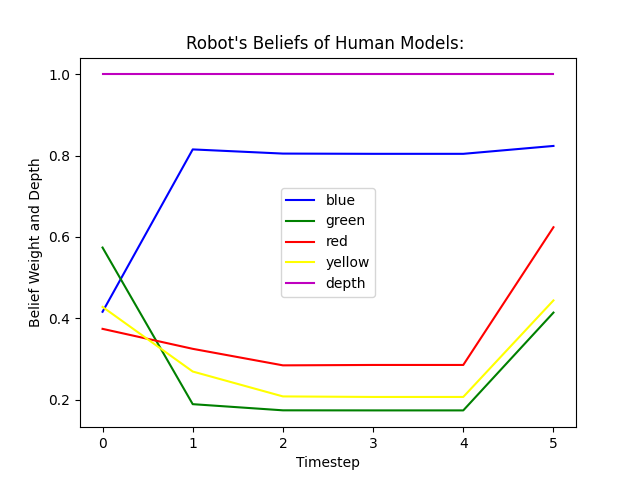 Robot's Beliefs of Human Models:
Belief Weight and Depth
1.0
0.8
0.6
0.4
0.2
blue
green
red
yellow
depth
0 1 2 3 4 5
Timestep